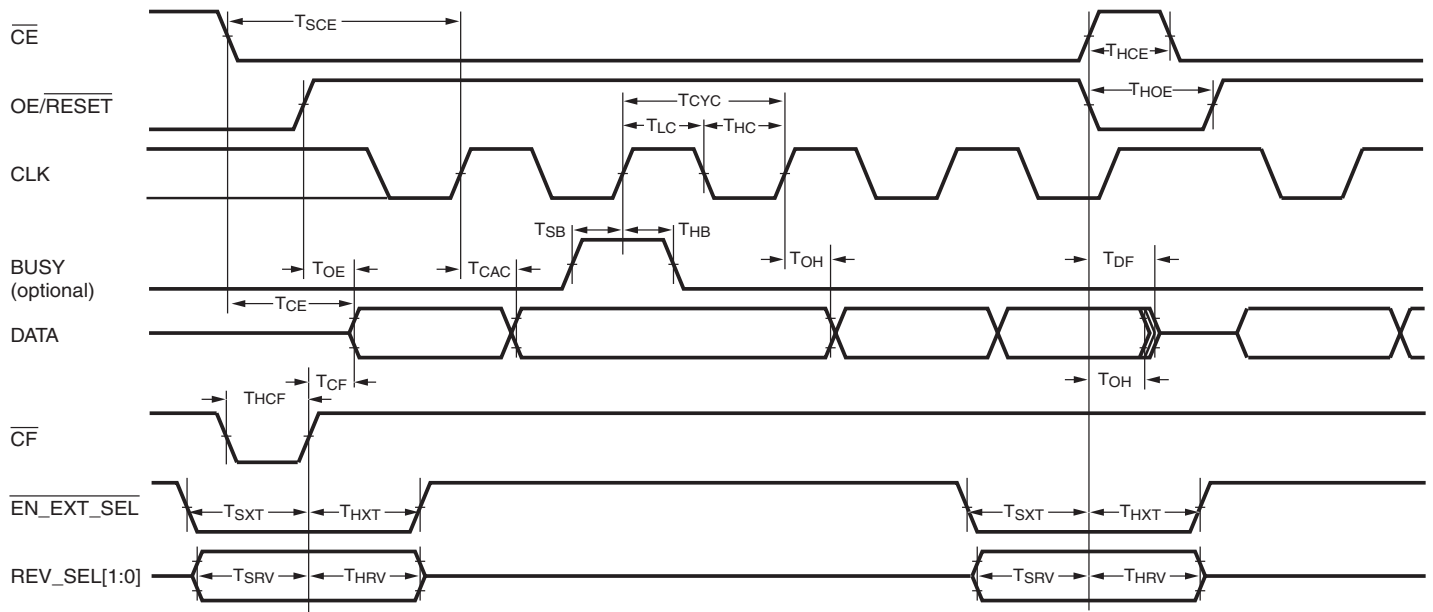 CE
TSCE
THCE
OE/RESET
THOE
TCYC
TLC
THC
CLK
TSB
THB
BUSY
(optional)
TOE
TCAC
TOH
TDF
TCE
DATA
TCF
TOH
THCF
CF
EN_EXT_SEL
TSXT
THXT
TSXT
THXT
REV_SEL[1:0]
TSRV
THRV
TSRV
THRV